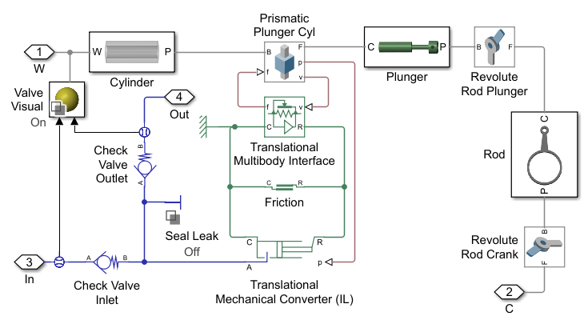 Prismatic
Plunger Cyl
1
W
W
P
Cylinder
B
F
f
p
v
C
P
Plunger
B
F
Revolute
Rod Plunger
Valve
Visual
On
4
Out
B
A
Check
Valve
Outlet
f
v
C
R
Translational
Multibody Interface
C
R
Friction
C
Rod
P
Seal Leak
Off
C
R
A
p
Translational
Mechanical Converter (IL)
3
In
A
B
Check Valve
Inlet
Revolute
Rod Crank
B
F
2
C